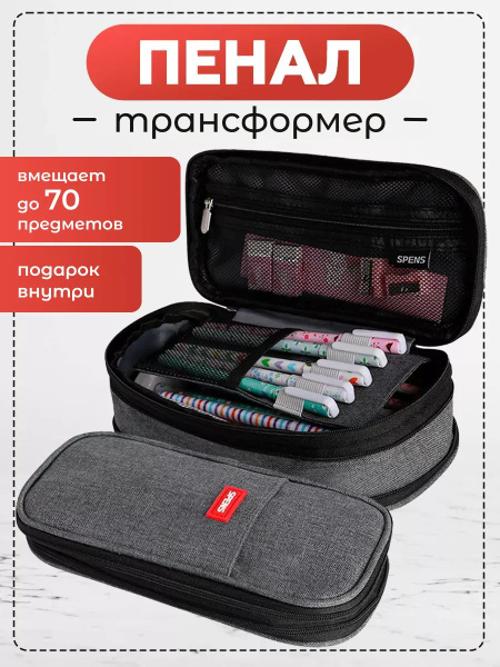 ПЕНАЛ
трансформер
вмещает
до 70
предметов
подарок
внутри
SPENS
SPENS